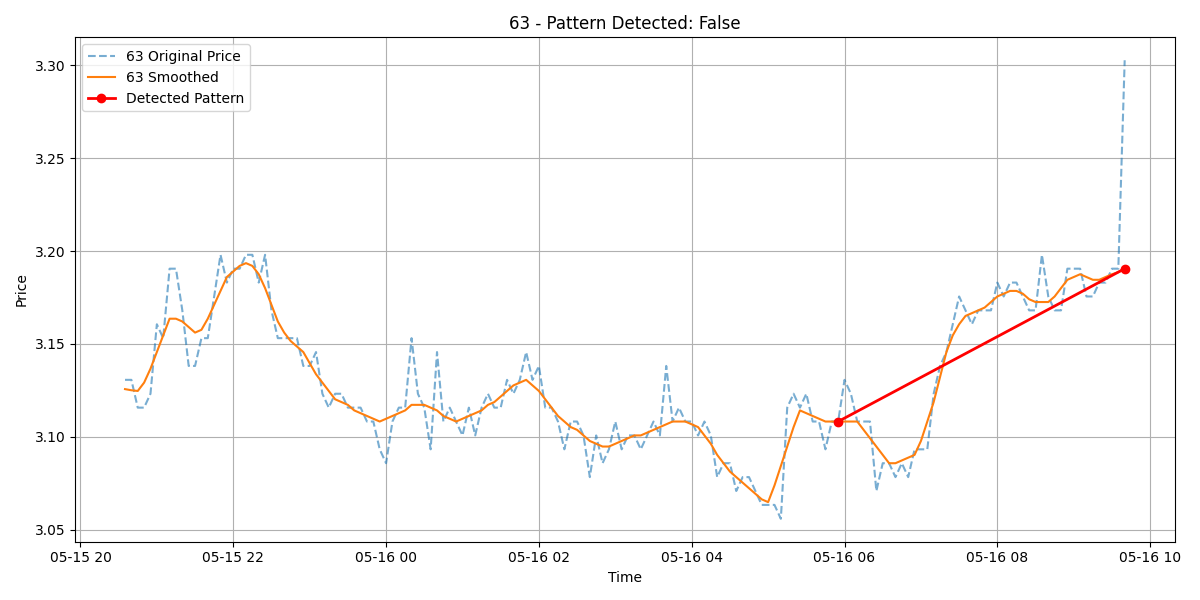 63 - Pattern Detected: False
63 Original Price
63 Smoothed
Detected Pattern
Price
3.30
3.25
3.20
3.15
3.10
3.05
05-15 20
05-15 22
05-16 00
05-16 02
05-16 04
05-16 06
05-16 08
05-16 10
Time